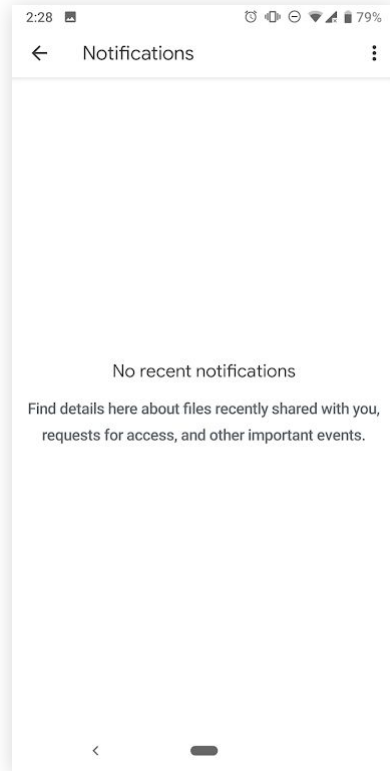 2:28 79%
Notifications
No recent notifications
Find details here about files recently shared with you,
requests for access, and other important events.